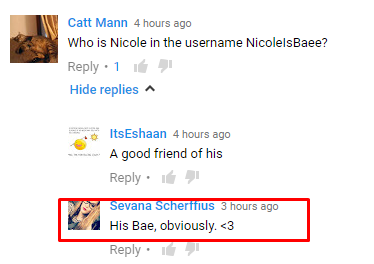 Catt Mann 4 hours ago
Who is Nicole in the username NicoleIsBaee?
Reply • 1
Hide replies
ItsEshaan 4 hours ago
A good friend of his
Reply •
Sevana Scherffius 3 hours ago
His Bae, obviously. <3
Reply •